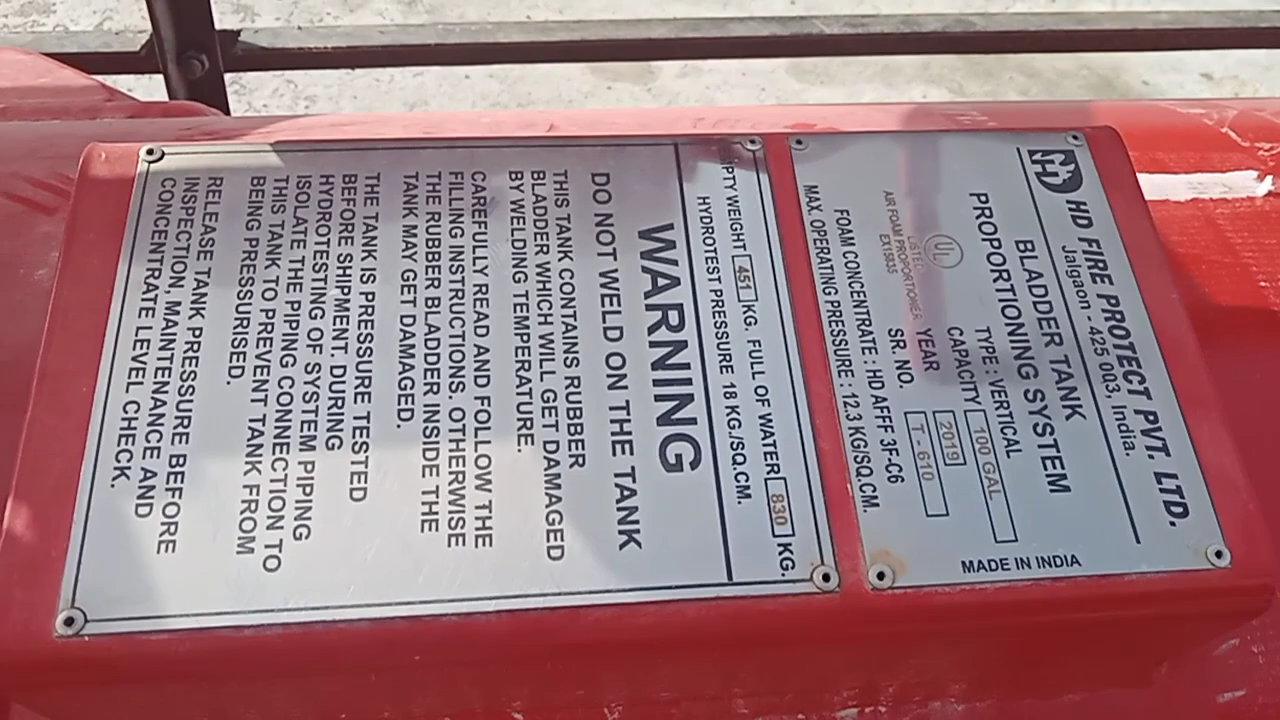 HD FIRE PROTECT PVT. LTD.
Jalgaon - 425 003, India.
BLADDER TANK
PROPORTIONING SYSTEM
TYPE : VERTICAL
CAPACITY 100 GAL
YEAR 2019
SR. NO. T - 610
UL
LISTED
AIR FOAM PROPORTIONER
EX15835
FOAM CONCENTRATE : HD AFFF 3F-C6
MAX. OPERATING PRESSURE : 12.3 KG/SQ.CM.
MADE IN INDIA
PTY WEIGHT 451 KG. FULL OF WATER 830 KG.
HYDROTEST PRESSURE 18 KG./SQ.CM.
WARNING
DO NOT WELD ON THE TANK
THIS TANK CONTAINS RUBBER
BLADDER WHICH WILL GET DAMAGED
BY WELDING TEMPERATURE.
CAREFULLY READ AND FOLLOW THE
FILLING INSTRUCTIONS. OTHERWISE
THE RUBBER BLADDER INSIDE THE
TANK MAY GET DAMAGED.
THE TANK IS PRESSURE TESTED
BEFORE SHIPMENT. DURING
HYDROTESTING OF SYSTEM PIPING
ISOLATE THE PIPING CONNECTION TO
THIS TANK TO PREVENT TANK FROM
BEING PRESSURISED.
RELEASE TANK PRESSURE BEFORE
INSPECTION, MAINTENANCE AND
CONCENTRATE LEVEL CHECK.